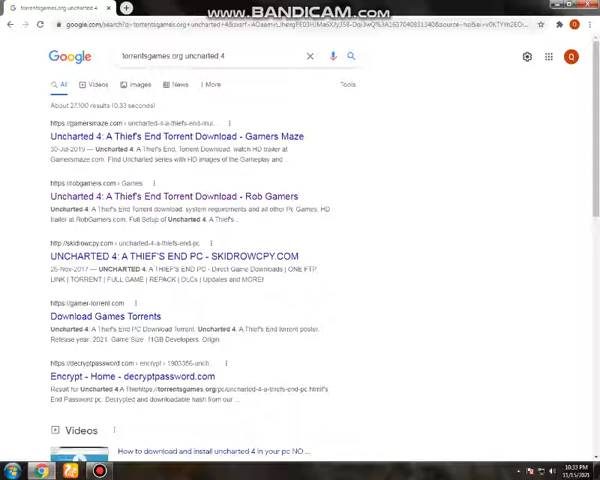 WWW.BANDICAM.COM
torrentsgames.org uncharted 4
Google
torrentsgames.org uncharted 4
All
Videos
Images
News
More
Tools
About 27,100 results (0.33 seconds)
https://gamersmaze.com › uncharted-4-a-thiefs-end-mul...
Uncharted 4: A Thief's End Torrent Download - Gamers Maze
30-Jul-2019 — Uncharted 4: A Thief's End, Torrent Download, watch HD trailer at
Gamersmaze.com. Find Uncharted series with HD images of the Gameplay and
https://robgamers.com › Games
Uncharted 4: A Thief's End Torrent Download - Rob Gamers
Uncharted 4: A Thief's End Torrent download, system requirements and all other Pc Games, HD
trailer at RobGamers.com. Full Setup of Uncharted 4: A Thief's...
http://skidrowcpy.com › uncharted-4-a-thiefs-end-pc
UNCHARTED 4: A THIEF'S END PC - SKIDROWCPY.COM
25-Nov-2017 — UNCHARTED 4: A THIEF'S END PC - Direct Game Downloads | ONE FTP
LINK | TORRENT | FULL GAME | REPACK | DLCs | Updates and MORE!
https://gamer-torrent.com
Download Games Torrents
Uncharted 4: A Thief's End PC Download Torrent. Uncharted 4: A Thief's End torrent poster.
Release year: 2021. Game Size: 11GB Developers. Origin
https://decryptpassword.com › encrypt
Encrypt - Home - decryptpassword.com
Result for Uncharted 4 A
End Password pc. Decrypted and downloadable hash from our ...
Videos
How to download and install uncharted 4 in your pc NO ...
10:33 PM
11/15/2021